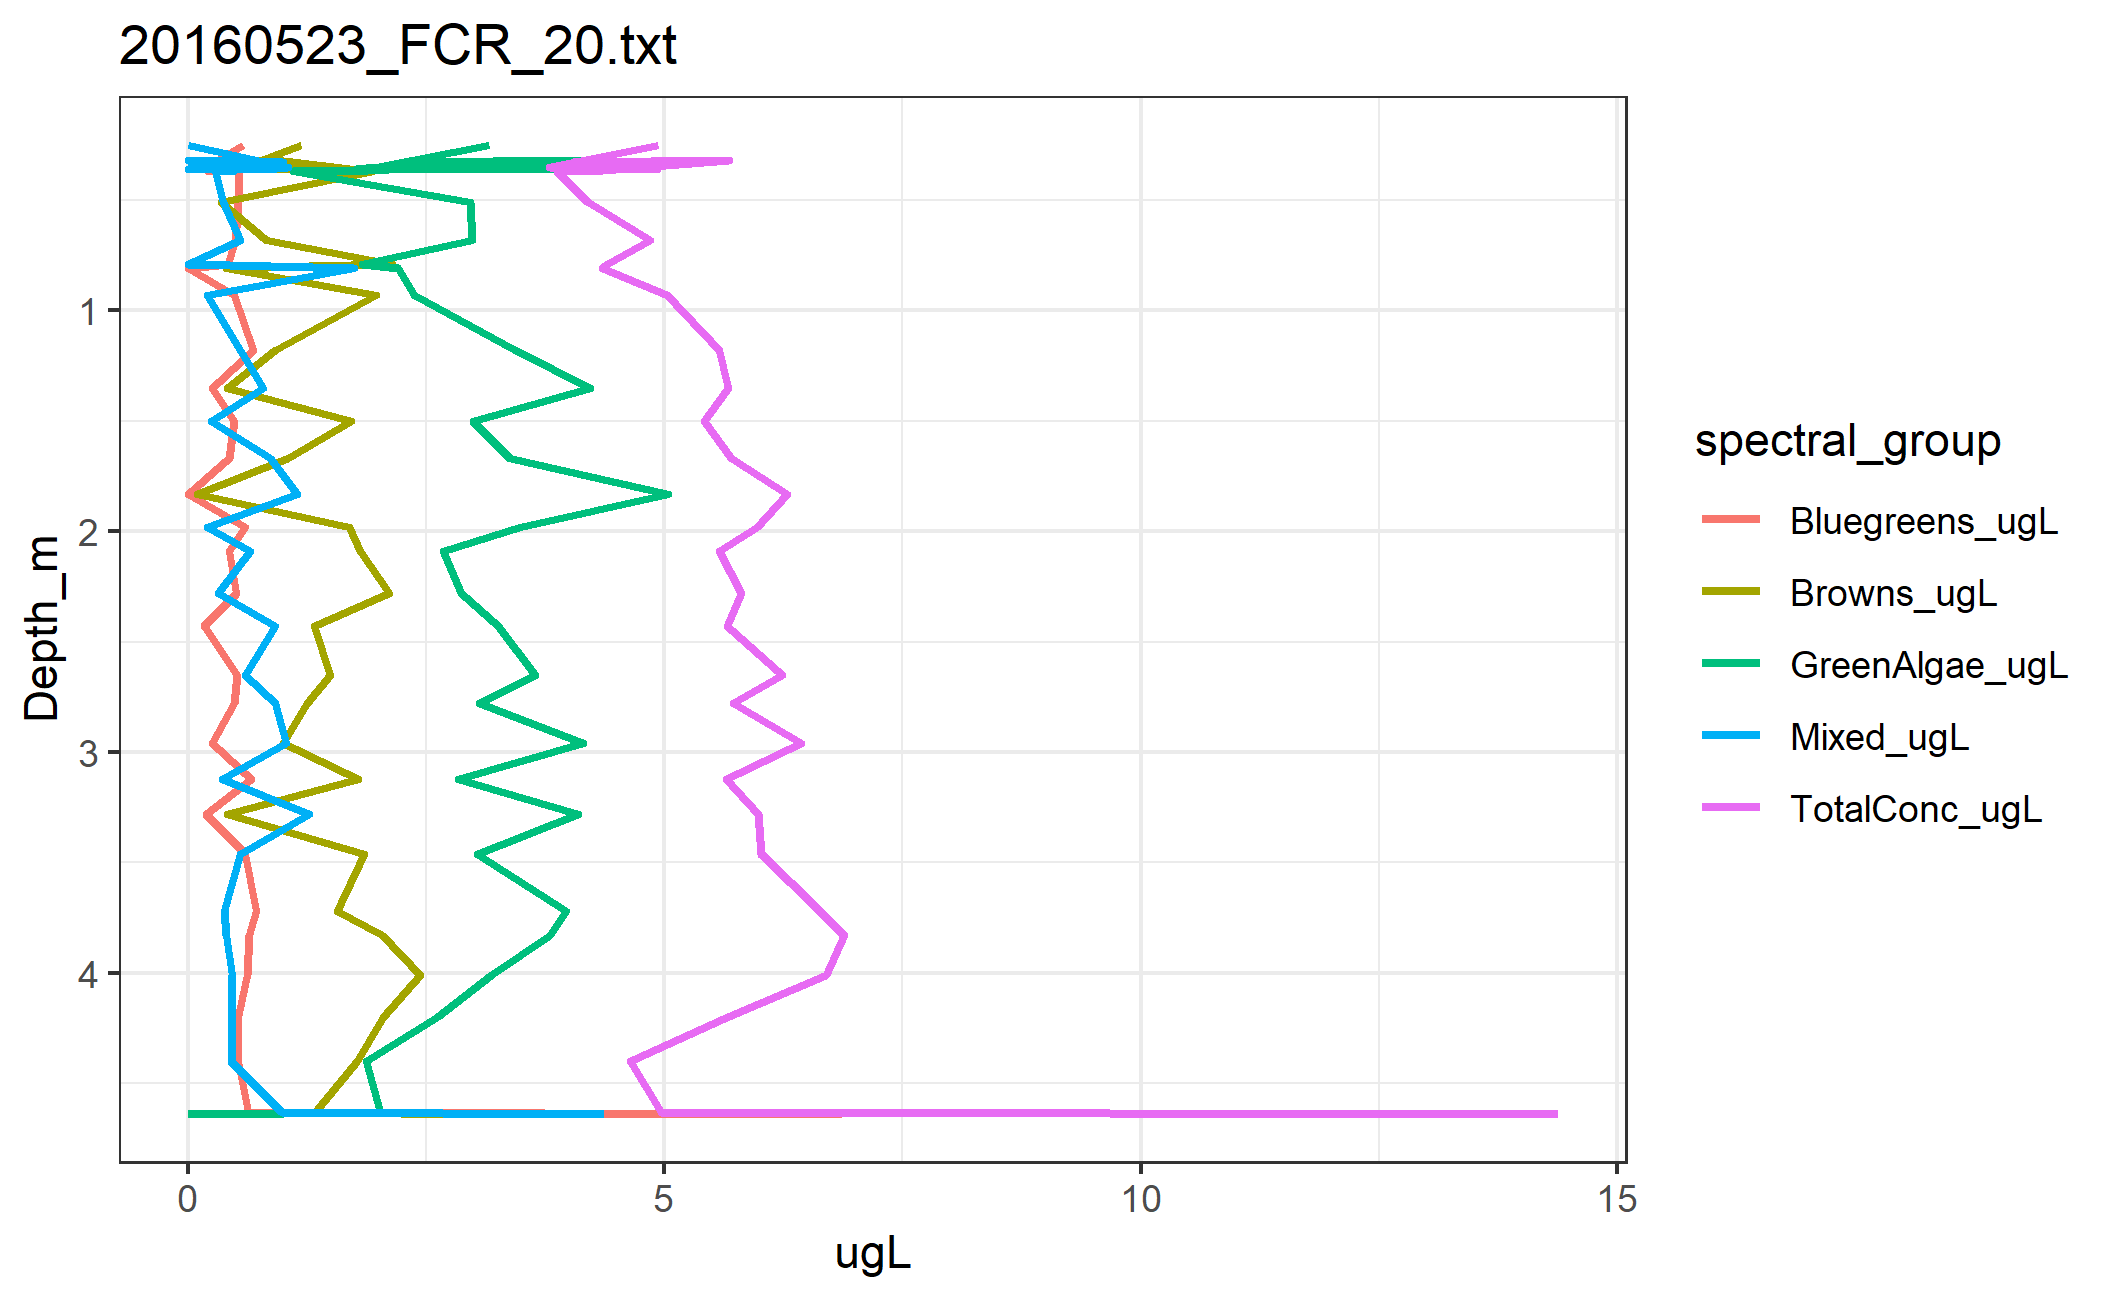 20160523_FCR_20.txt
Depth_m
1
2
3
4
0 5 10 15
ugL
spectral_group
Bluegreens_ugL
Browns_ugL
GreenAlgae_ugL
Mixed_ugL
TotalConc_ugL